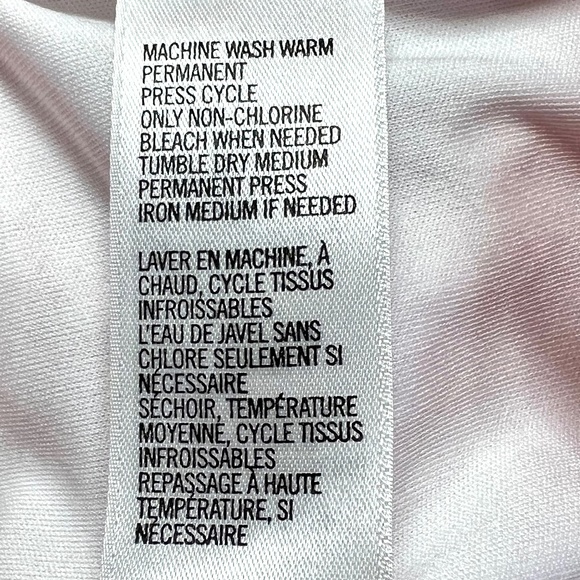 MACHINE WASH WARM
PERMANENT
PRESS CYCLE
ONLY NON-CHLORINE
BLEACH WHEN NEEDED
TUMBLE DRY MEDIUM
PERMANENT PRESS
IRON MEDIUM IF NEEDED
LAVER EN MACHINE, À
CHAUD, CYCLE TISSUS
INFROISSABLES
L'EAU DE JAVEL SANS
CHLORE SEULEMENT SI
NÉCESSAIRE
SÉCHOIR, TEMPÉRATURE
MOYENNE, CYCLE TISSUS
INFROISSABLES
REPASSAGE À HAUTE
TEMPÉRATURE, SI
NÉCESSAIRE